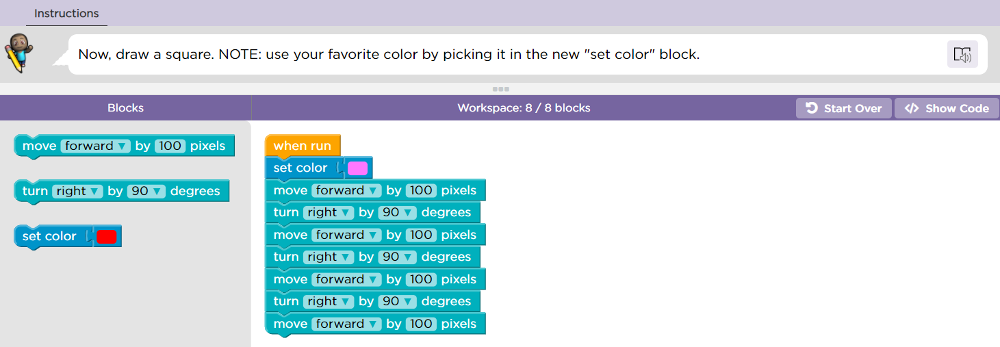 Instructions
Now, draw a square. NOTE: use your favorite color by picking it in the new "set color" block.
Blocks
Workspace: 8 / 8 blocks
Start Over
Show Code
move forward by 100 pixels
turn right by 90 degrees
set color
when run
set color
move forward by 100 pixels
turn right by 90 degrees
move forward by 100 pixels
turn right by 90 degrees
move forward by 100 pixels
turn right by 90 degrees
move forward by 100 pixels